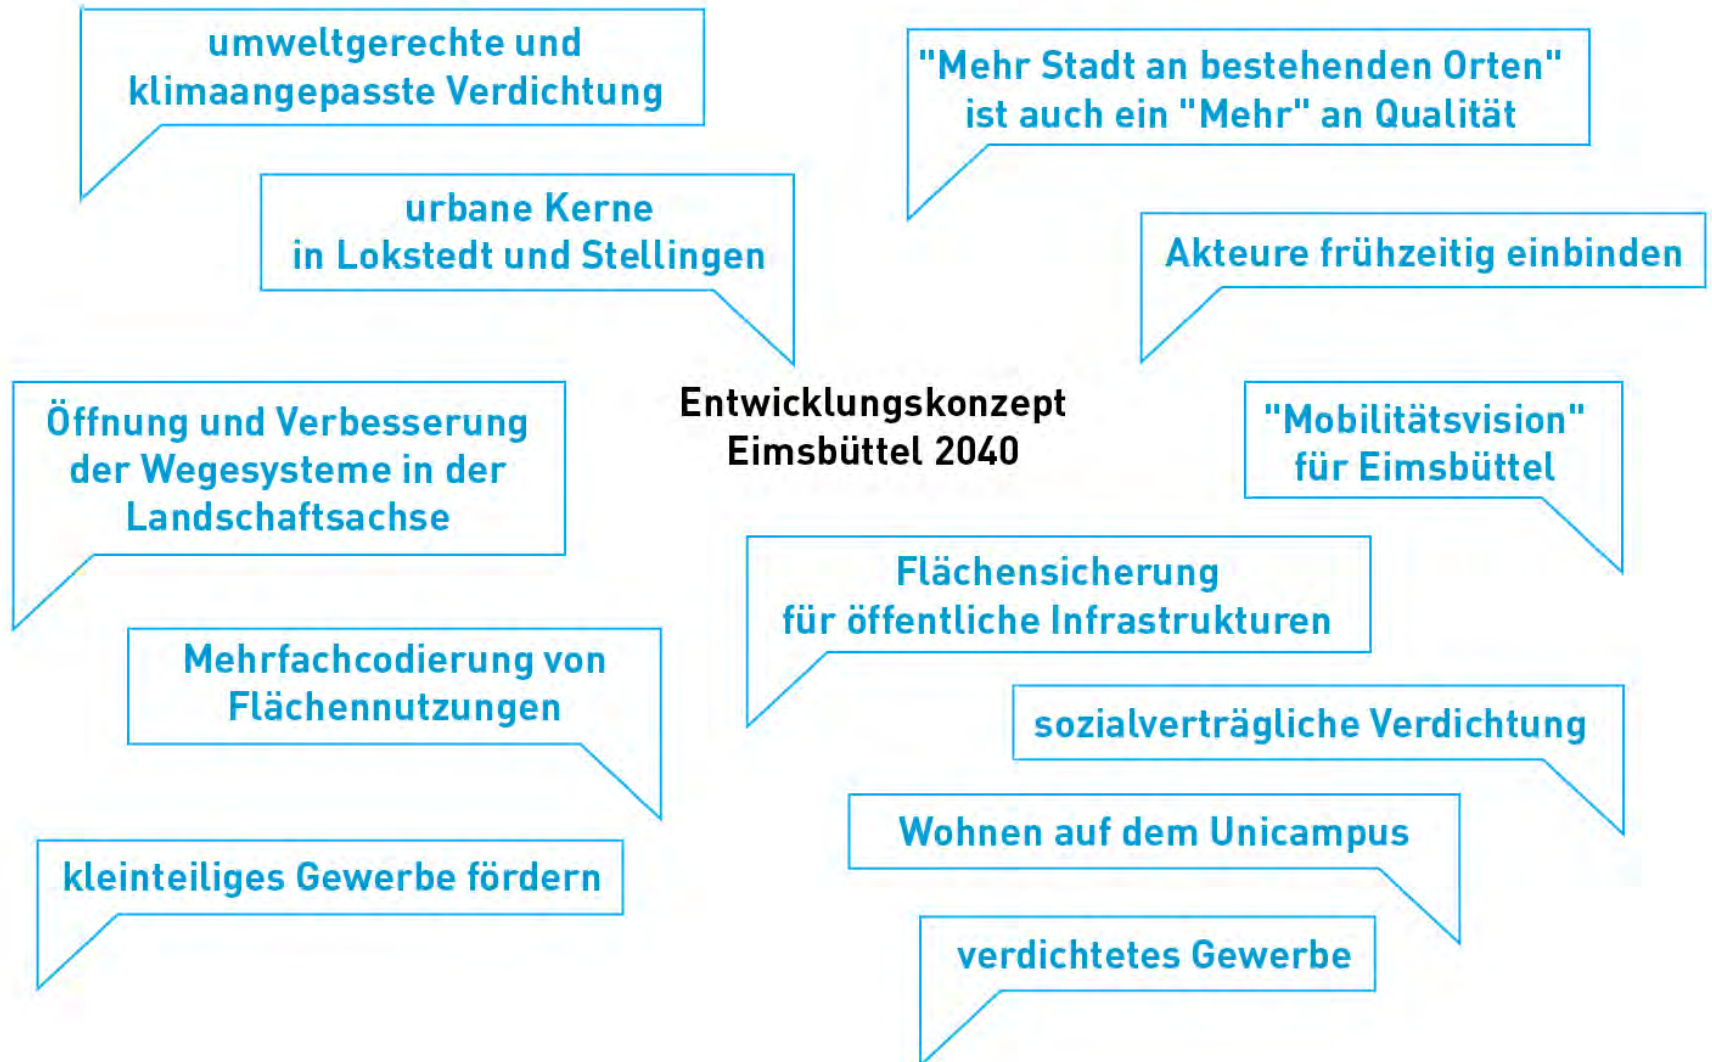 umweltgerechte und
klimaangepasste Verdichtung
"Mehr Stadt an bestehenden Orten"
ist auch ein "Mehr" an Qualität
urbane Kerne
in Lokstedt und Stellingen
Akteure frühzeitig einbinden
Entwicklungskonzept
Eimsbüttel 2040
Öffnung und Verbesserung
der Wegesysteme in der
Landschaftsachse
"Mobilitätsvision"
für Eimsbüttel
Flächensicherung
für öffentliche Infrastrukturen
Mehrfachcodierung von
Flächennutzungen
sozialverträgliche Verdichtung
Wohnen auf dem Unicampus
kleinteiliges Gewerbe fördern
verdichtetes Gewerbe